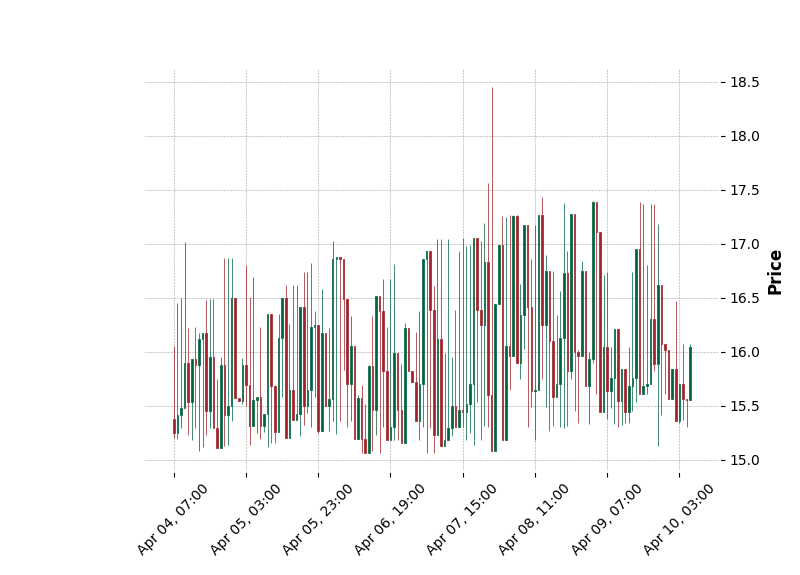 18.5
18.0
17.5
17.0
16.5
16.0
15.5
15.0
Price
Apr 04, 07:00
Apr 05, 03:00
Apr 05, 23:00
Apr 06, 19:00
Apr 07, 15:00
Apr 08, 11:00
Apr 09, 07:00
Apr 10, 03:00